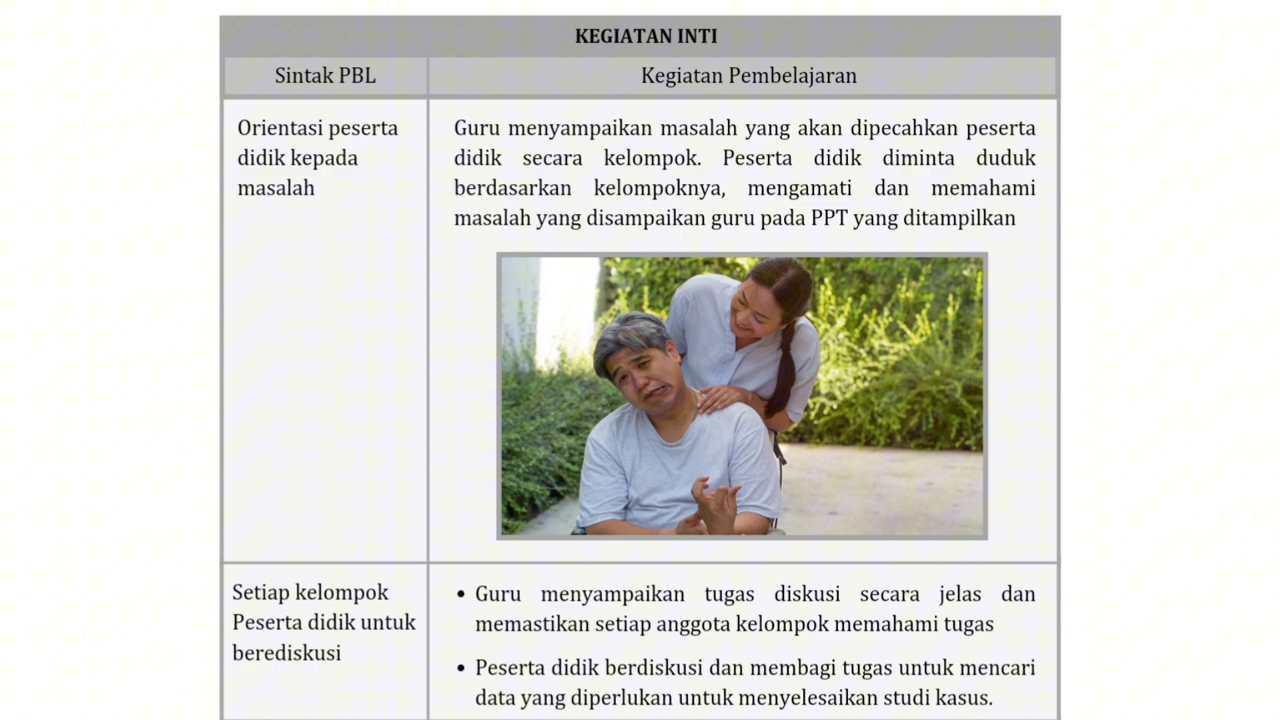 KEGIATAN INTI
Sintak PBL
Kegiatan Pembelajaran
Orientasi peserta
didik kepada
masalah
Guru menyampaikan masalah yang akan dipecahkan peserta
didik secara kelompok. Peserta didik diminta duduk
berdasarkan kelompoknya, mengamati dan memahami
masalah yang disampaikan guru pada PPT yang ditampilkan
Setiap kelompok
Peserta didik untuk
berediskusi
• Guru menyampaikan tugas diskusi secara jelas dan
memastikan setiap anggota kelompok memahami tugas
• Peserta didik berdiskusi dan membagi tugas untuk mencari
data yang diperlukan untuk menyelesaikan studi kasus.